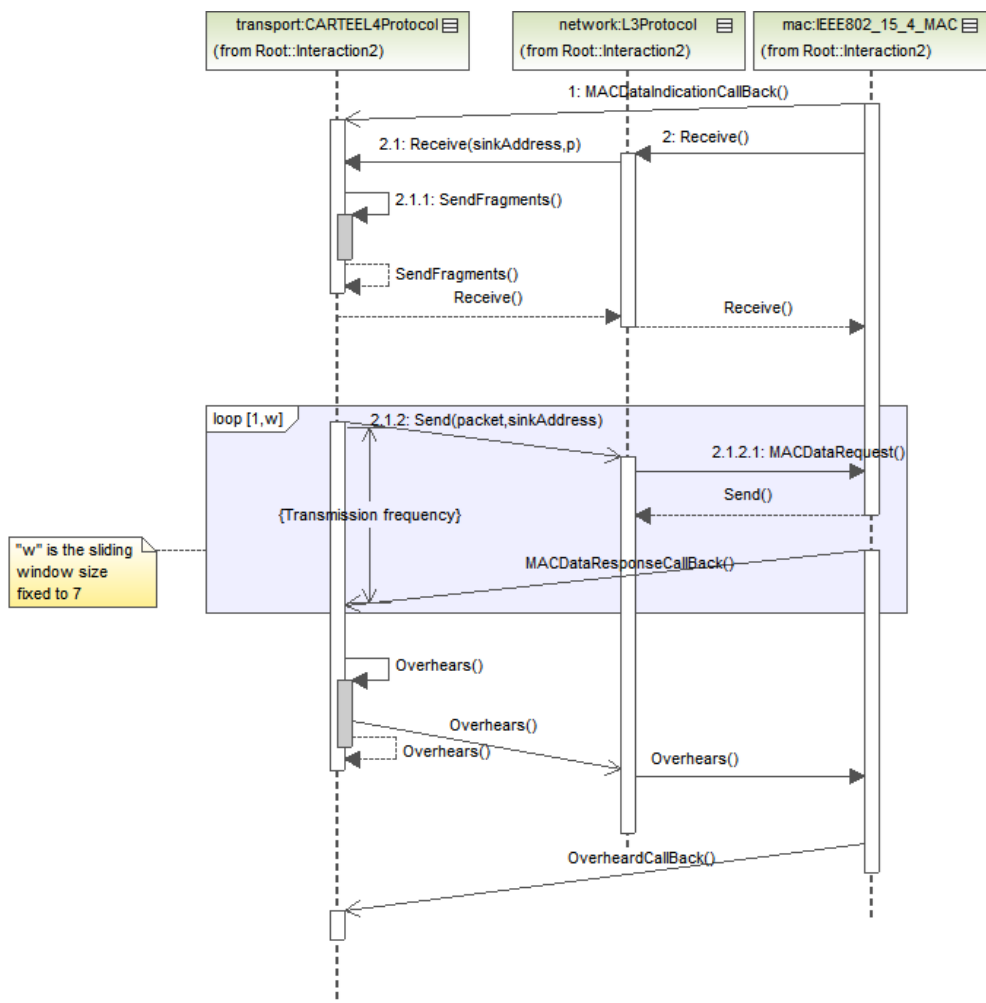 transport:CARTEEL4Protocol
(from Root::Interaction2)
network:L3Protocol
(from Root::Interaction2)
mac:IEEE802_15_4_MAC
(from Root::Interaction2)
1: MACDataIndicationCallBack()
2.1: Receive(sinkAddress,p)
2: Receive()
2.1.1: SendFragments()
SendFragments()
Receive()
Receive()
loop [1,w]
2.1.2: Send(packet,sinkAddress)
2.1.2.1: MACDataRequest()
Send()
{Transmission frequency}
"w" is the sliding
window size
fixed to 7
MACDataResponseCallBack()
Overhears()
Overhears()
Overhears()
Overhears()
OverheardCallBack()